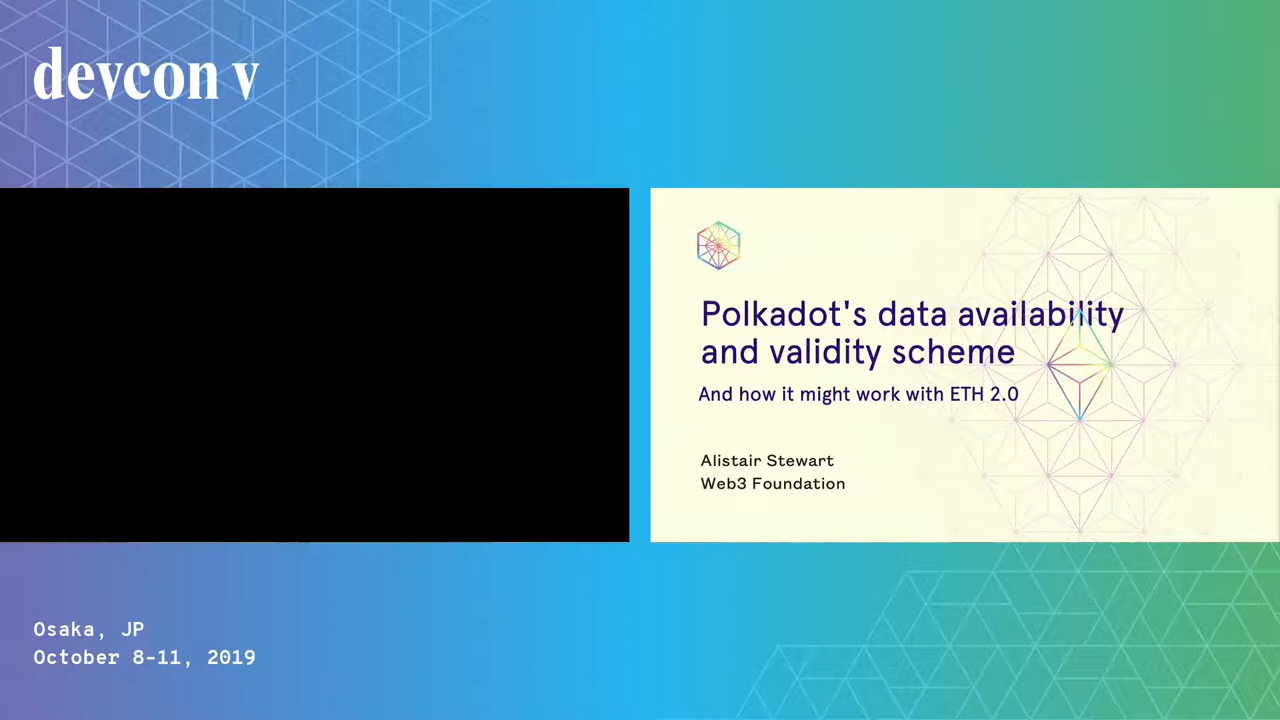 devcon v
Polkadot's data availability
and validity scheme
And how it might work with ETH 2.0
Alistair Stewart
Web3 Foundation
Osaka, JP
October 8-11, 2019